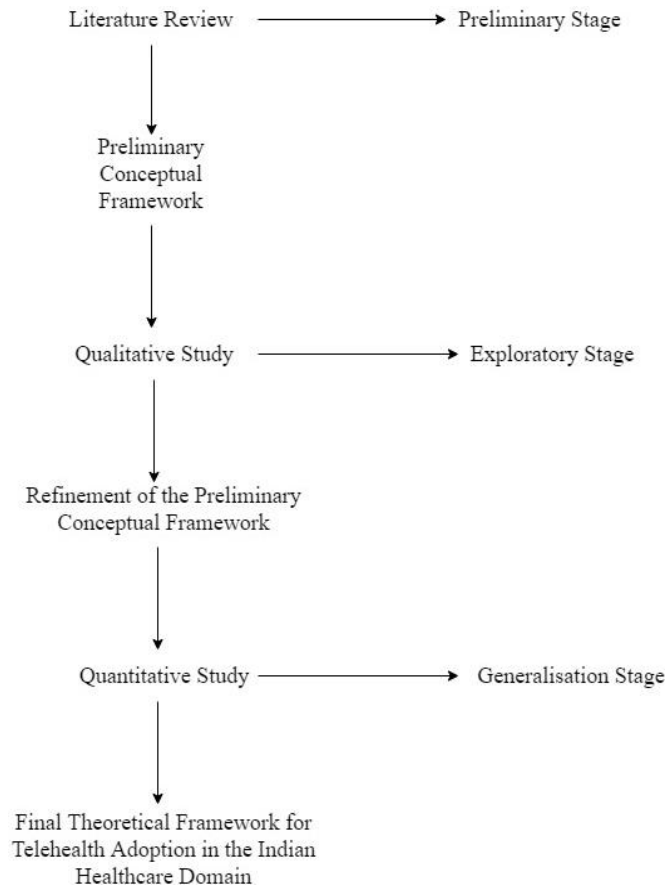 Literature Review
Preliminary Stage
Preliminary
Conceptual
Framework
Qualitative Study
Exploratory Stage
Refinement of the Preliminary
Conceptual Framework
Quantitative Study
Generalisation Stage
Final Theoretical Framework for
Telehealth Adoption in the Indian
Healthcare Domain